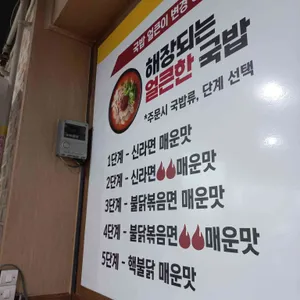 국밥 얼큰이 변경
해장되는
얼큰한 국밥
*주문시 국밥류, 단계 선택
1단계 - 신라면 매운맛
2단계 - 신라면 매운맛
3단계 - 불닭볶음면 매운맛
4단계 - 불닭볶음면 매운맛
5단계 - 핵불닭 매운맛